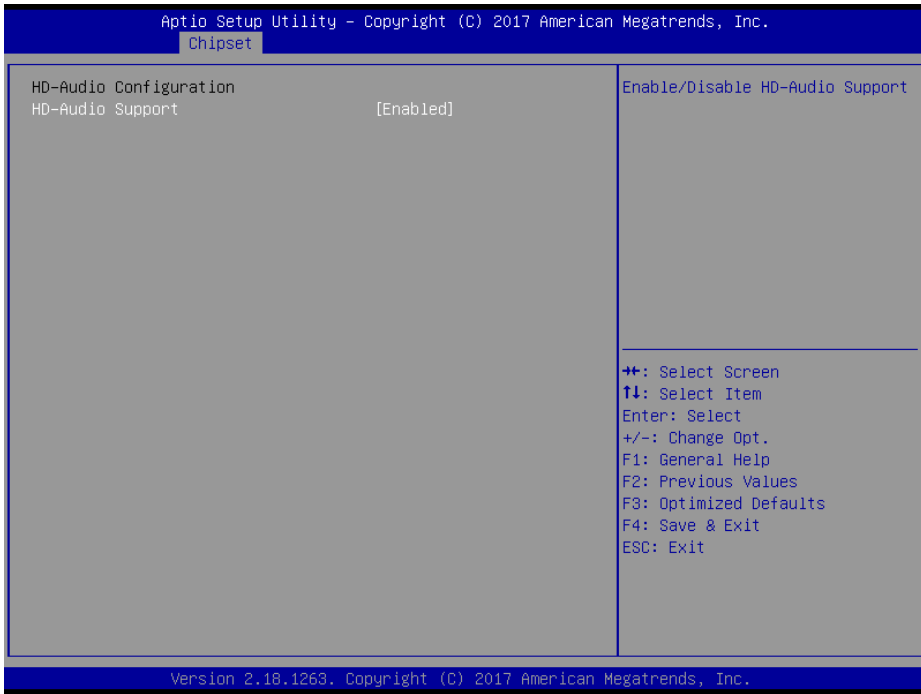 Aptio Setup Utility – Copyright (C) 2017 American Megatrends, Inc.
Chipset
HD-Audio Configuration
HD-Audio Support [Enabled]
Enable/Disable HD-Audio Support
→←: Select Screen
↑↓: Select Item
Enter: Select
+/-: Change Opt.
F1: General Help
F2: Previous Values
F3: Optimized Defaults
F4: Save & Exit
ESC: Exit
Version 2.18.1263. Copyright (C) 2017 American Megatrends, Inc.